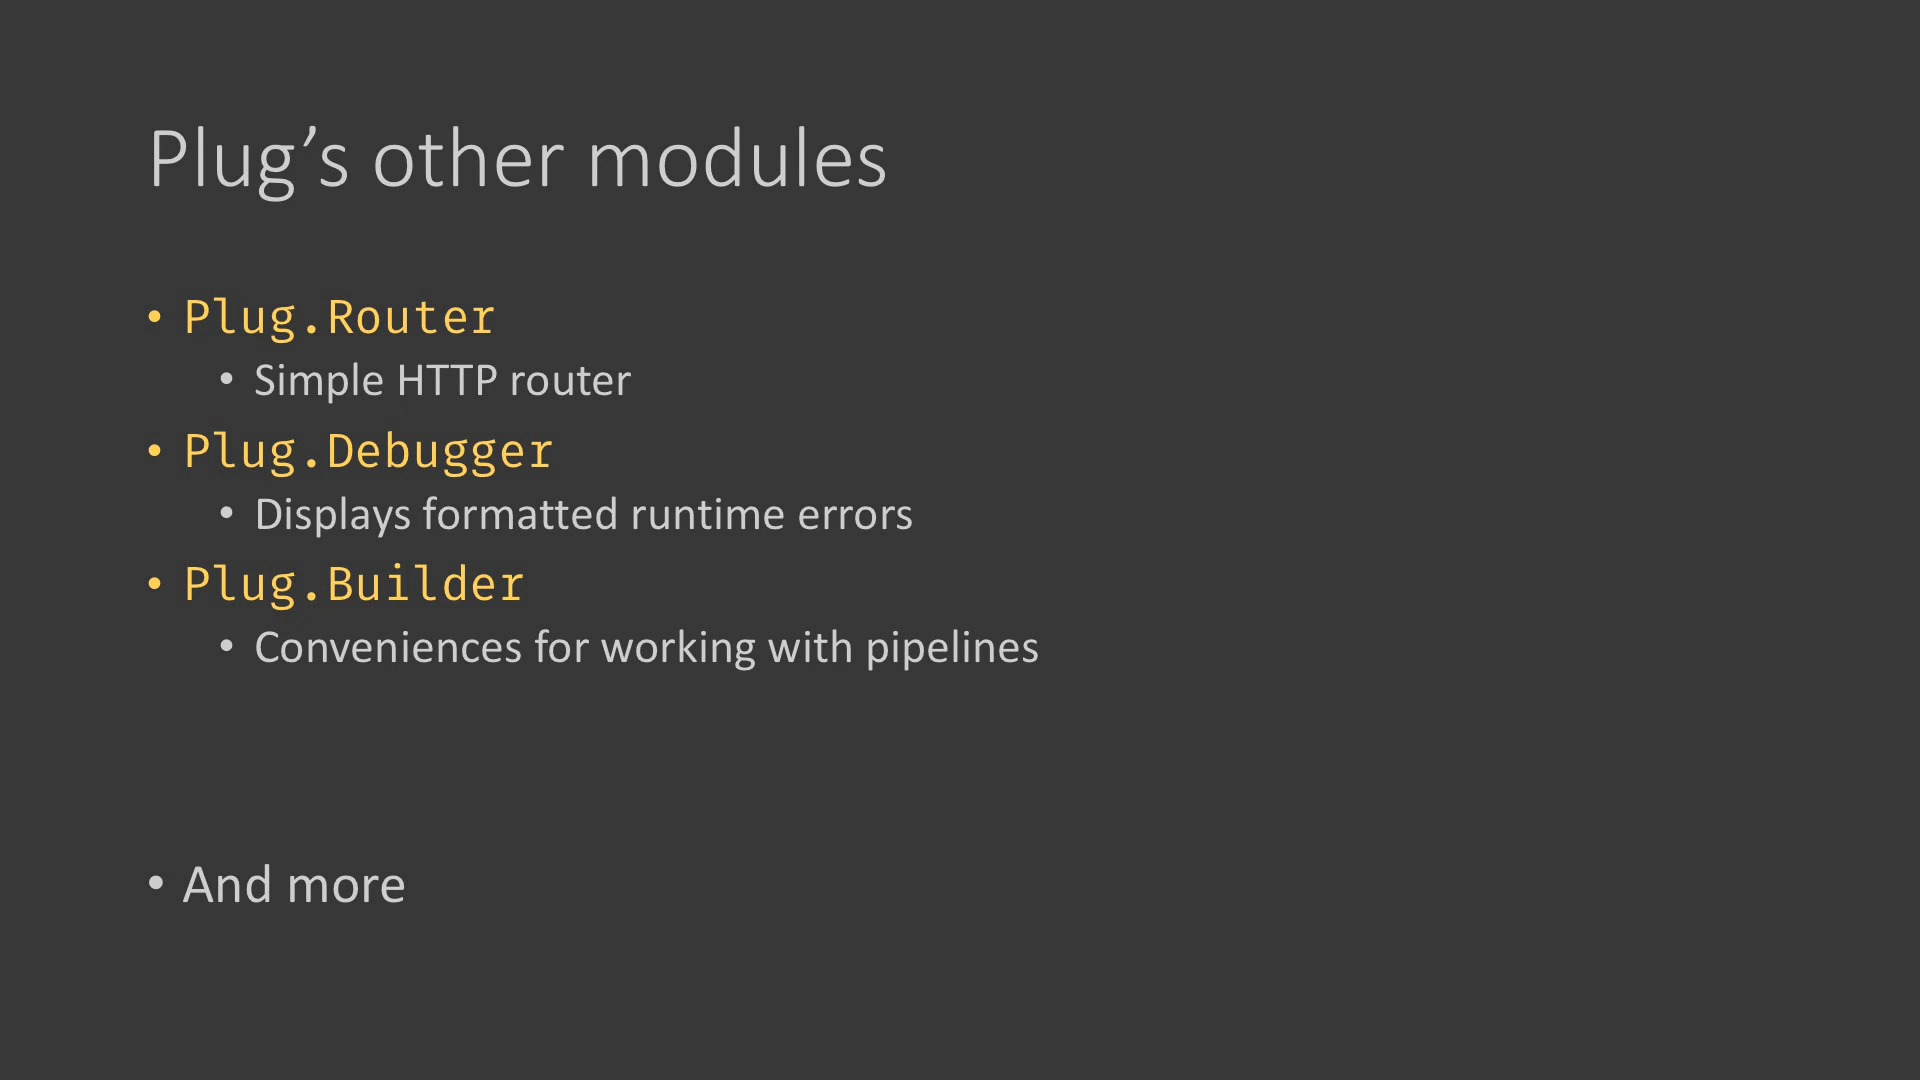 Plug’s other modules
• Plug.Router
• Simple HTTP router
• Plug.Debugger
• Displays formatted runtime errors
• Plug.Builder
• Conveniences for working with pipelines
• And more